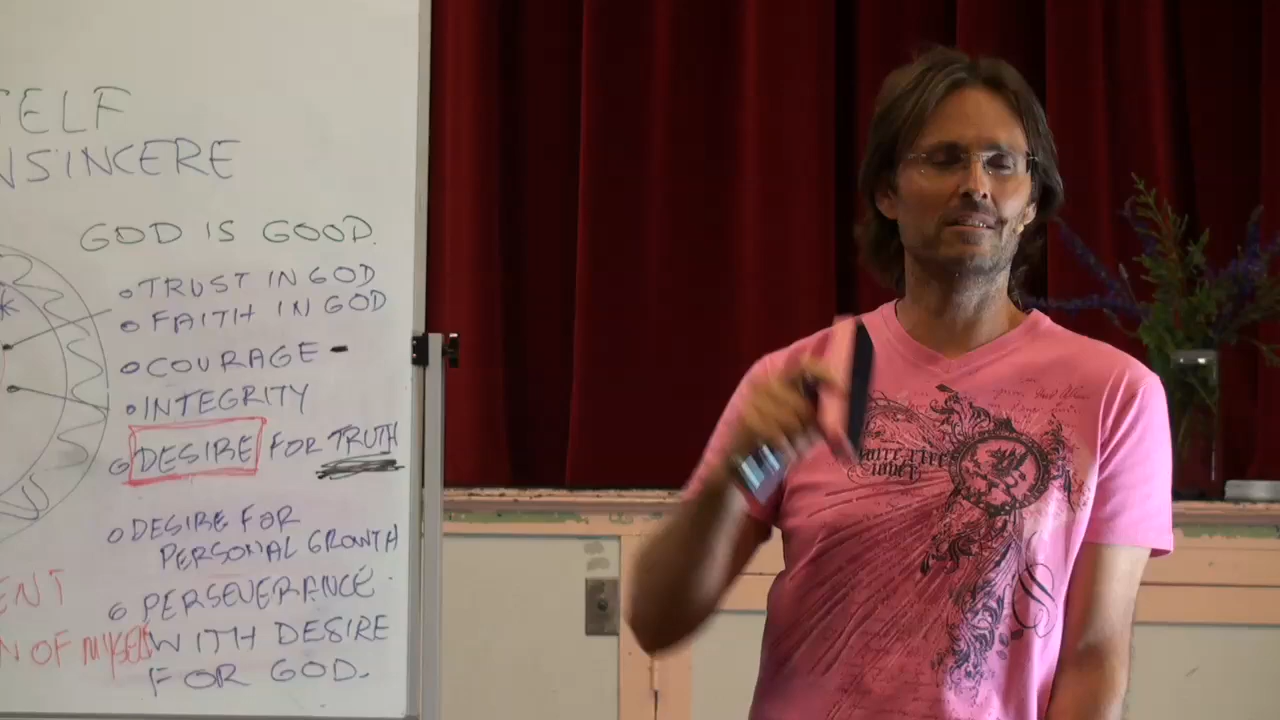 SELF
NSINCERE
GOD IS GOOD.
TRUST IN GOD
FAITH IN GOD
COURAGE -
INTEGRITY
DESIRE FOR TRUTH
DESIRE FOR
PERSONAL GROWTH
PERSEVERANCE
ENT
N OF MYSELF WITH DESIRE
FOR GOD.